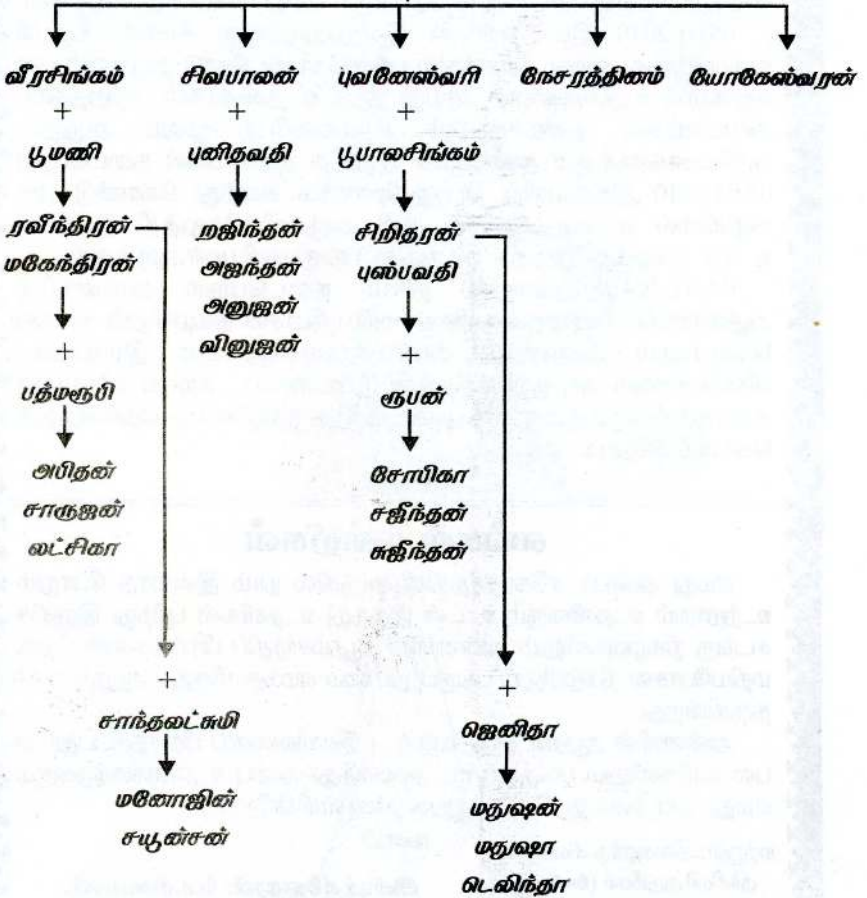 வீரசிங்கம் சிவபாலன் புவனேஸ்வரி நேசரத்தினம் யோகேஸ்வரன்
+ + +
பூமணி புனிதவதி பூபாலசிங்கம்
ரவீந்திரன் றஜிந்தன் சிறிதரன்
மகேந்திரன் அஜந்தன் புஸ்பவதி
அனுஜன்
+ வினுஜன் +
பத்மரூபி ரூபன்
அபிதன் சோபிகா
சாருஜன் சஜீந்தன்
லட்சிகா சுஜீந்தன்
+ +
சாந்தலட்சுமி ஜெனிதா
மனோஜின் மதுஷன்
சயூன்சன் மதுஷா
டெலிந்தா